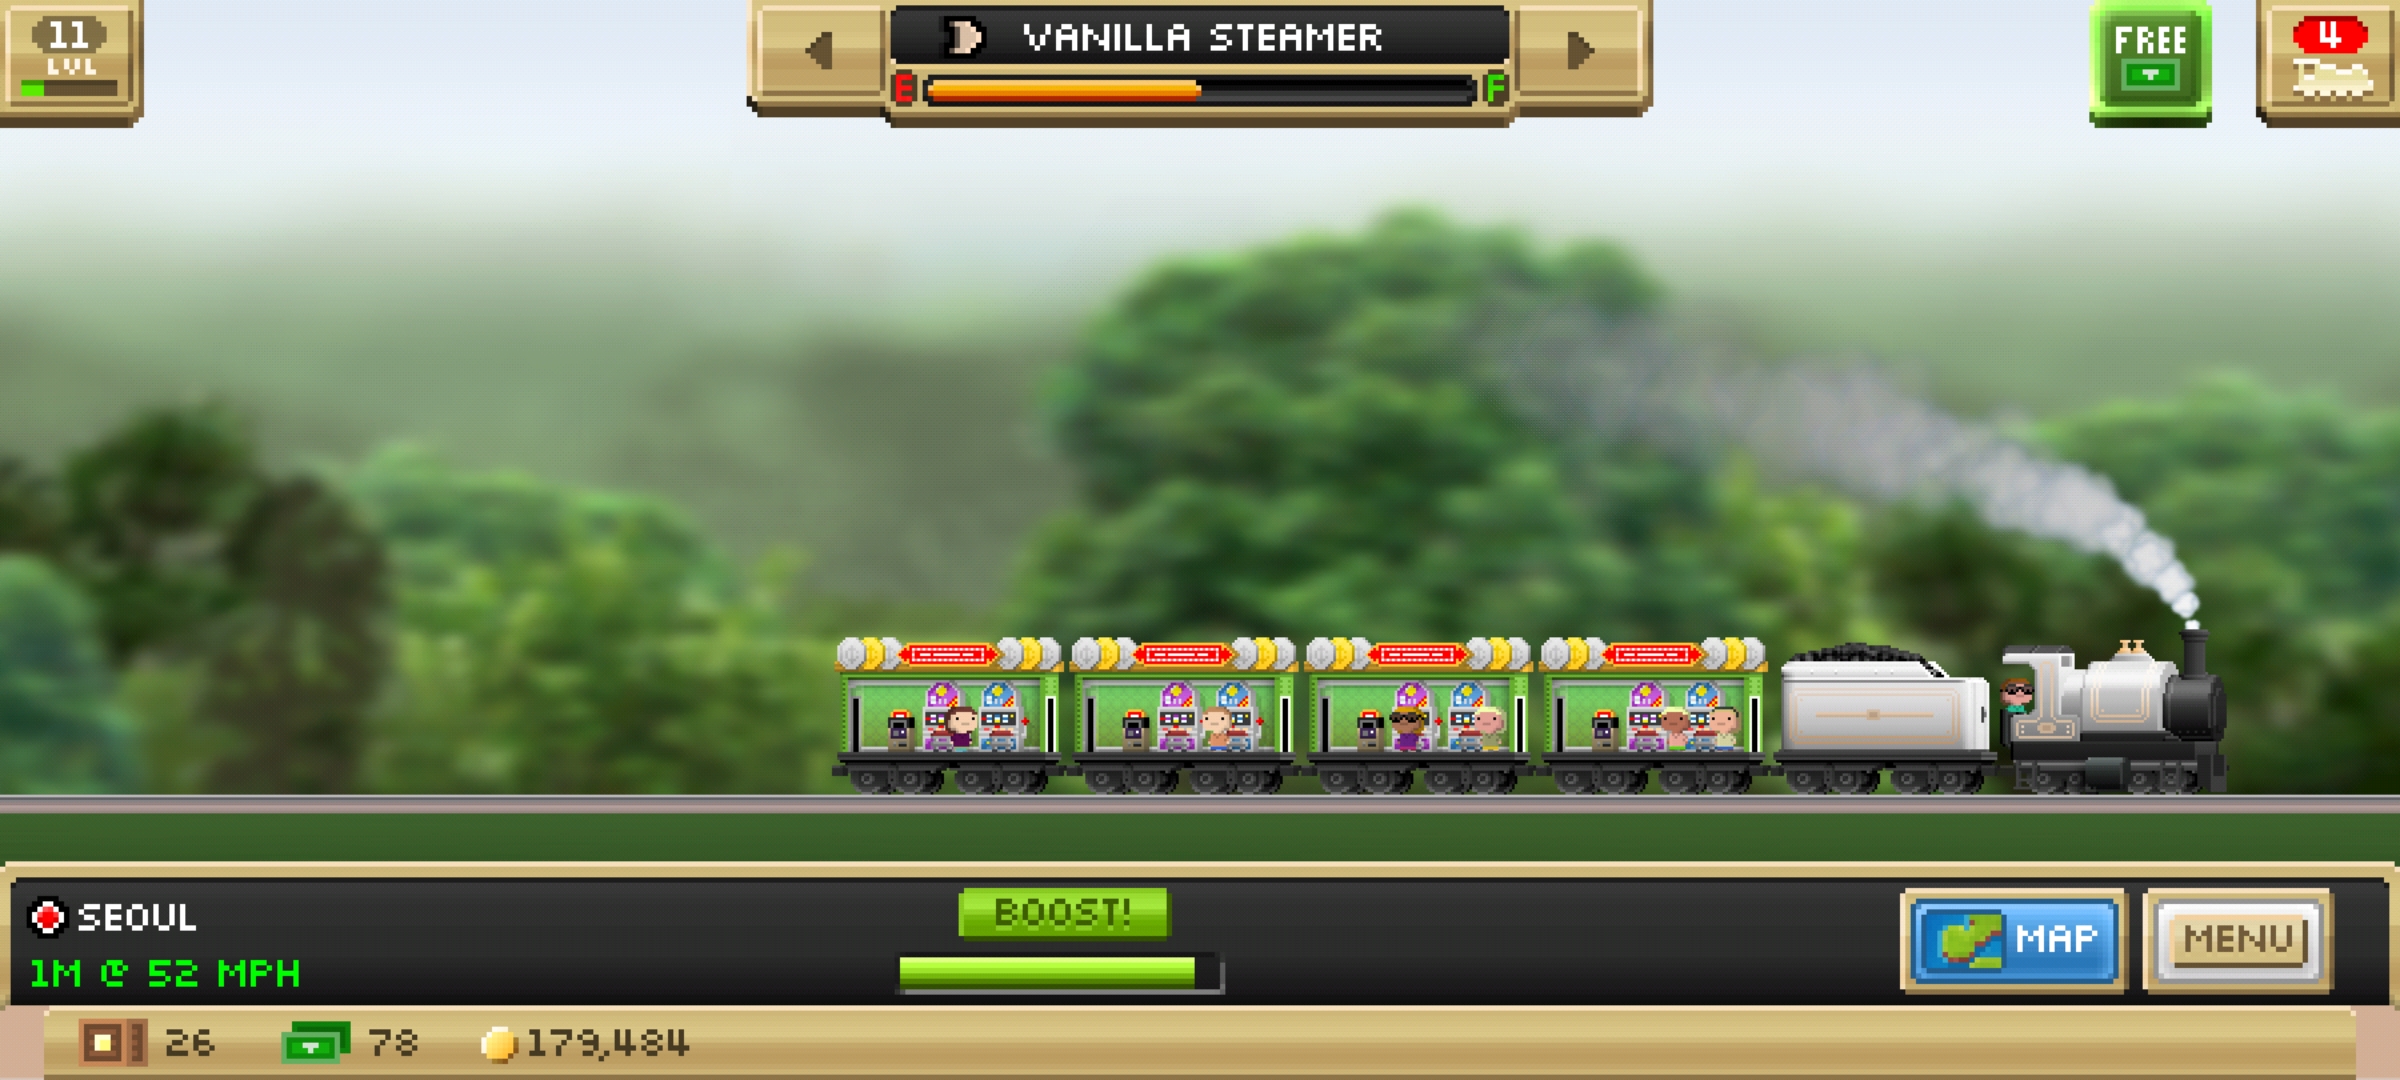 11
LVL
VANILLA STEAMER
E F
FREE
4
SEOUL
1M @ 52 MPH
BOOST!
MAP
MENU
26
78
179,484